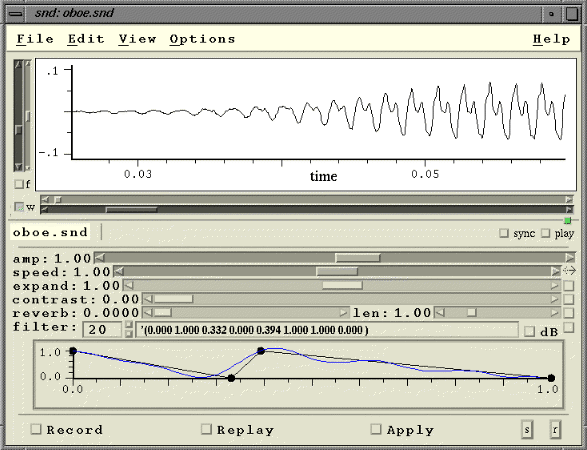 snd: oboe.snd
File Edit View Options Help
.1
-.1
0.03 time 0.05
f
w
oboe.snd sync play
amp: 1.00
speed: 1.00
expand: 1.00
contrast: 0.00
reverb: 0.0000 len: 1.00
filter: 20 '(0.000 1.000 0.332 0.000 0.394 1.000 1.000 0.000 ) dB
1.0
0.0
0.0 1.0
Record Replay Apply s r